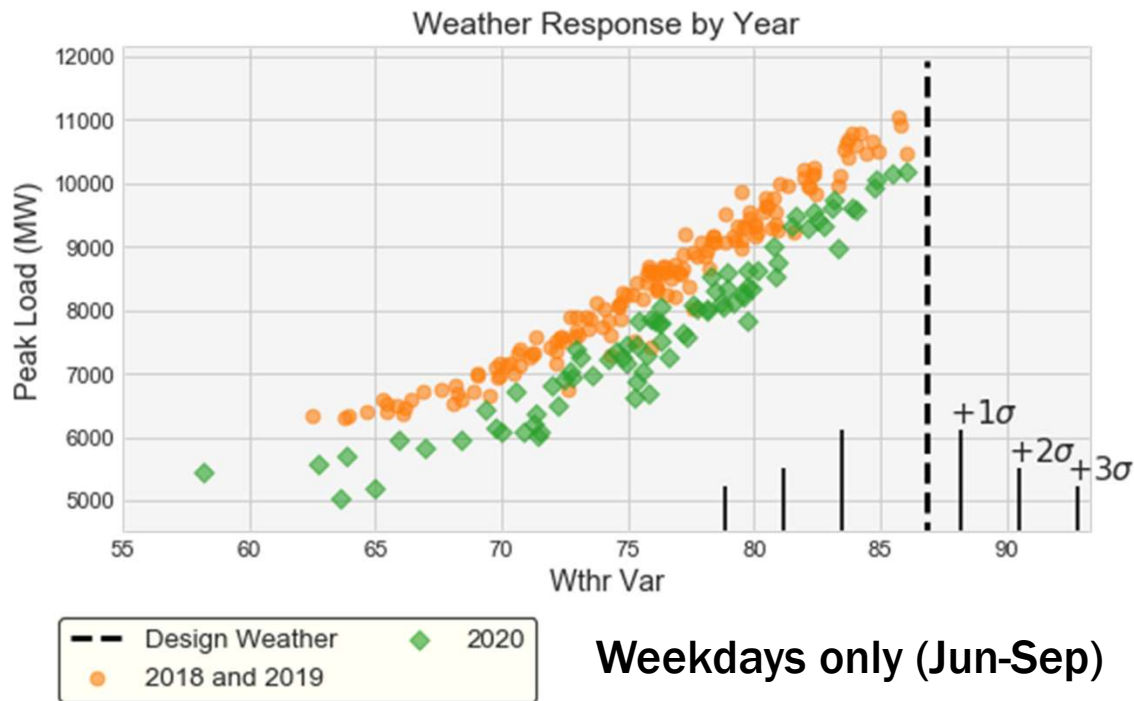 Weather Response by Year
12000
11000
10000
9000
8000
7000
6000
5000
Peak Load (MW)
+1σ
+2σ
+3σ
55 60 65 70 75 80 85 90
Wthr Var
Design Weather
2020
2018 and 2019
Weekdays only (Jun-Sep)